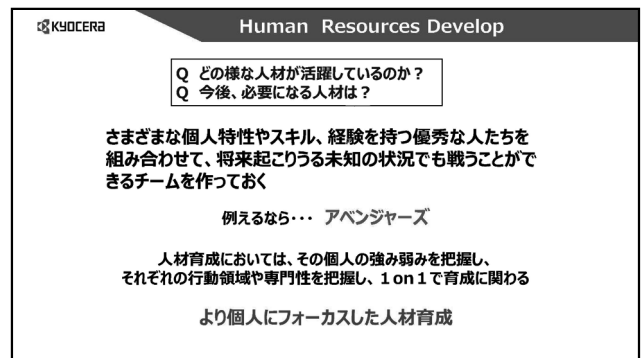 KYOCERA
Human Resources Develop
Q どの様な人材が活躍しているのか？
Q 今後、必要になる人材は？
さまざまな個人特性やスキル、経験を持つ優秀な人たちを
組み合わせて、将来起こりうる未知の状況でも戦うことがで
きるチームを作っておく
例えるなら･･･ アベンジャーズ
人材育成においては、その個人の強み弱みを把握し、
それぞれの行動領域や専門性を把握し、１on１で育成に関わる
より個人にフォーカスした人材育成